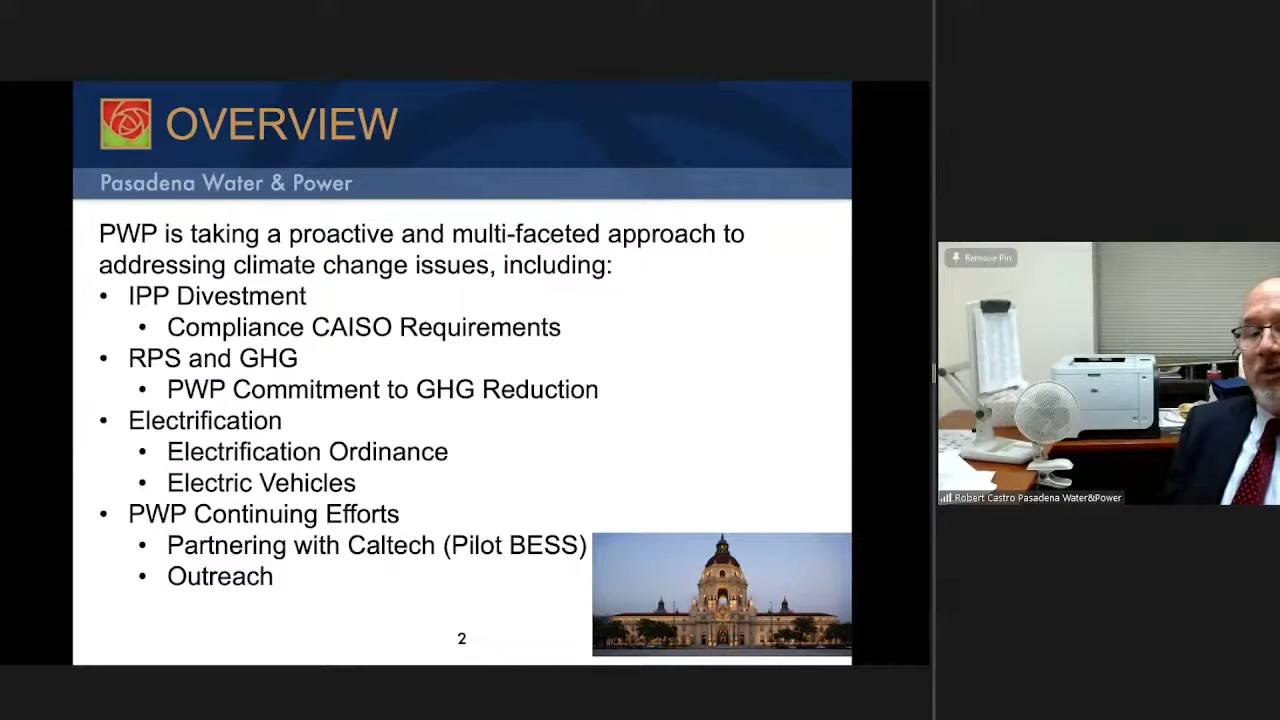 OVERVIEW
Pasadena Water & Power
PWP is taking a proactive and multi-faceted approach to
addressing climate change issues, including:
• IPP Divestment
• Compliance CAISO Requirements
• RPS and GHG
• PWP Commitment to GHG Reduction
• Electrification
• Electrification Ordinance
• Electric Vehicles
• PWP Continuing Efforts
• Partnering with Caltech (Pilot BESS)
• Outreach
2
Remove Pin
Robert Castro Pasadena Water&Power